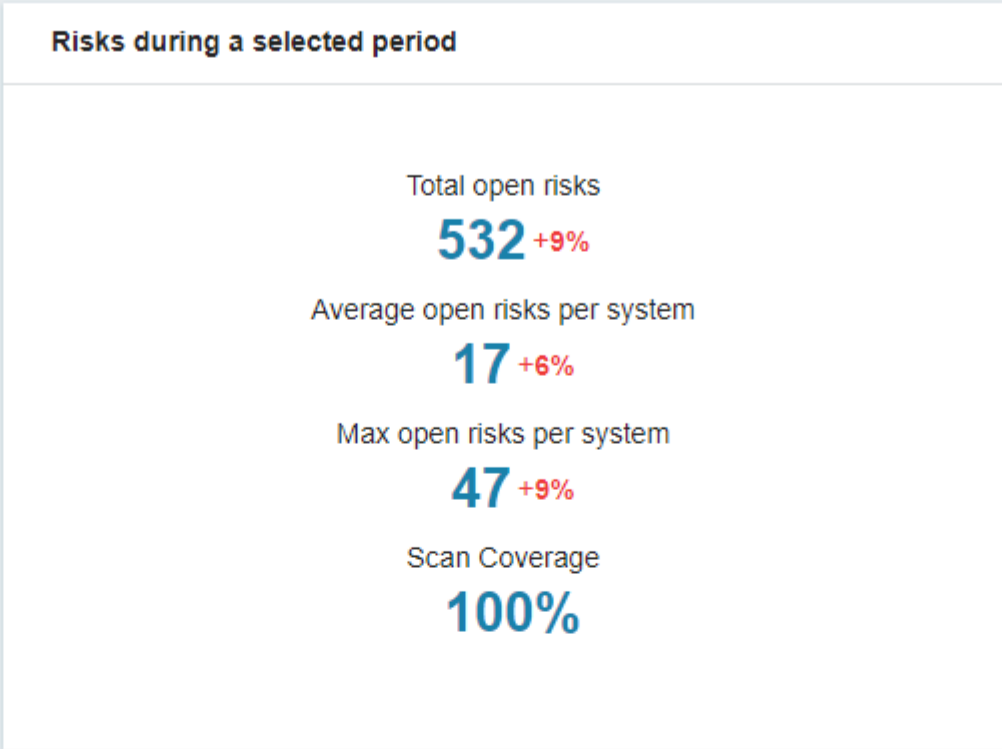 Risks during a selected period
Total open risks
532 +9%
Average open risks per system
17 +6%
Max open risks per system
47 +9%
Scan Coverage
100%